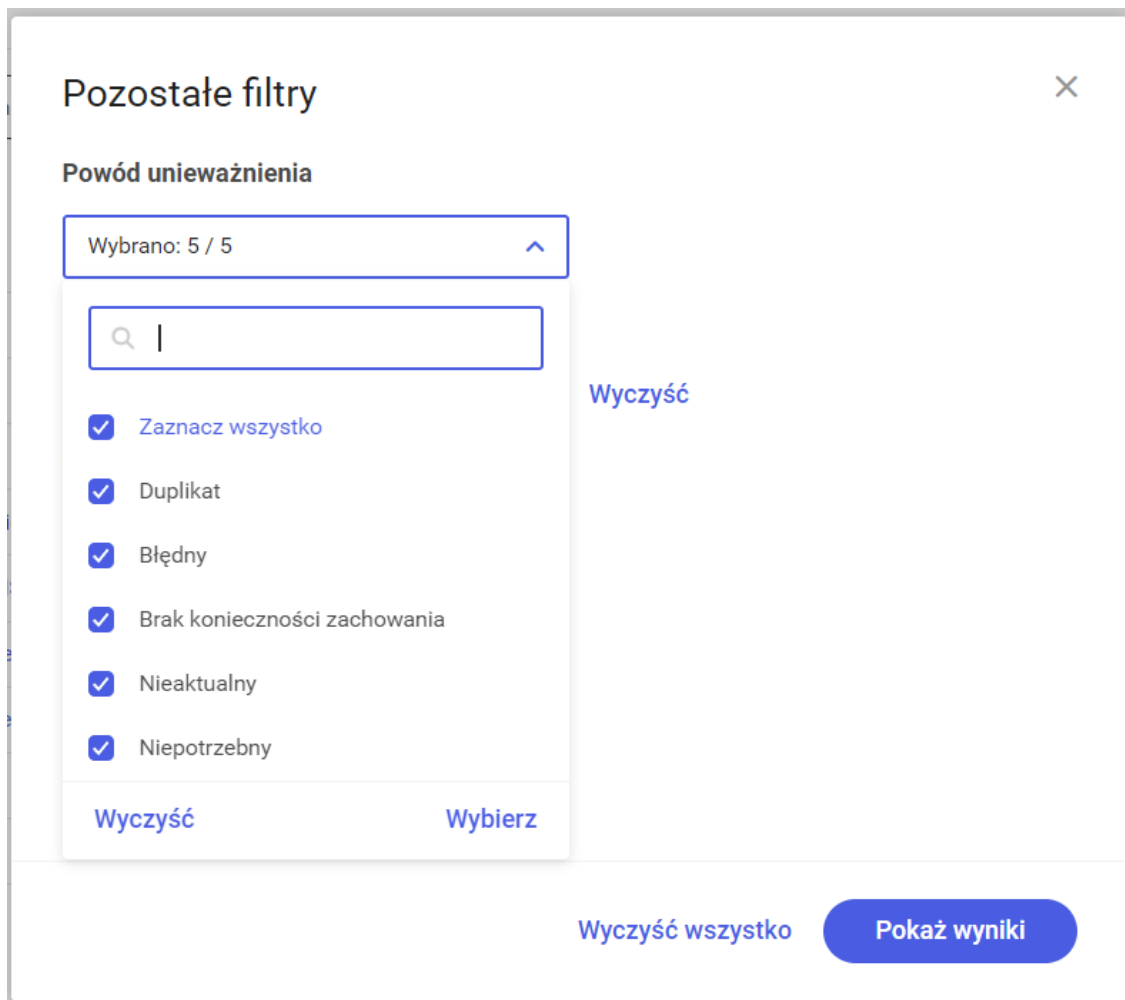 Pozostałe filtry
Powód unieważnienia
Wybrano: 5 / 5
Wyczyść
Zaznacz wszystko
Duplikat
Błędny
Brak konieczności zachowania
Nieaktualny
Niepotrzebny
Wyczyść Wybierz
Wyczyść wszystko Pokaż wyniki